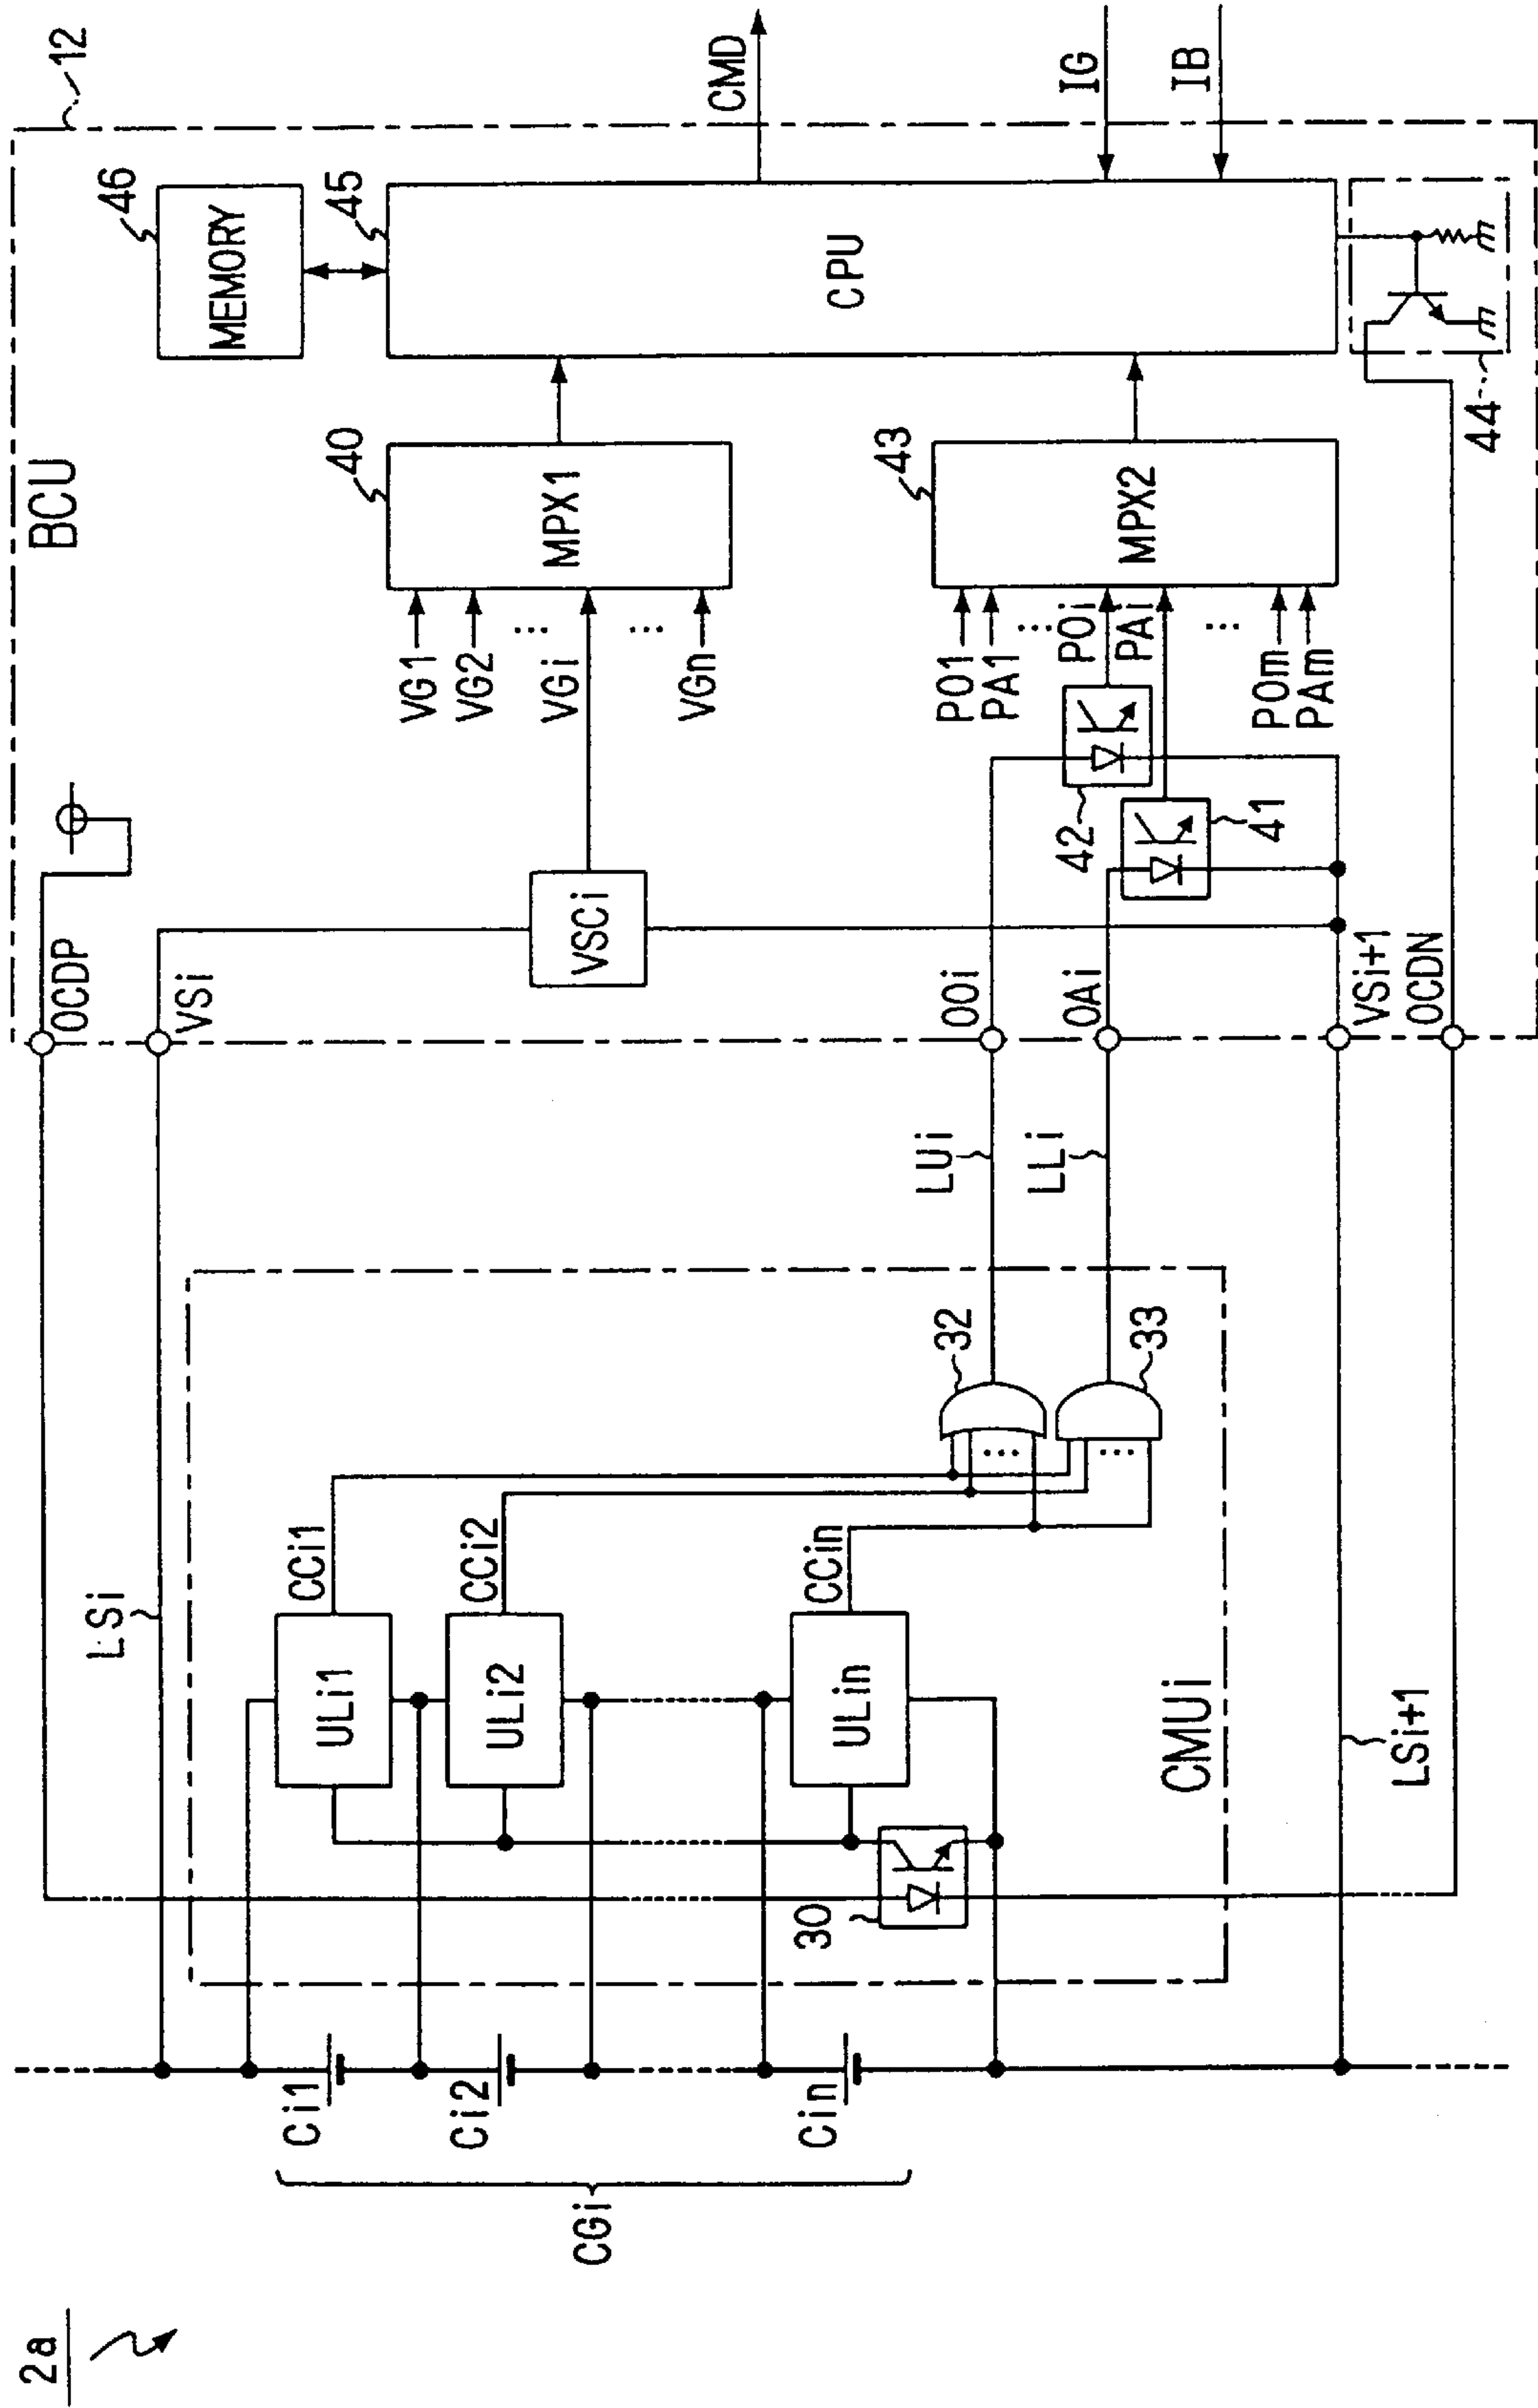 2a
CGi
Ci1
Ci2
Cin
LSi
ULi1
CCi1
ULi2
CCi2
ULin
CCin
30
32
33
CMUi
LSi+1
LUi
LLi
BCU
12
OCDP
VSi
OOi
OAi
VSi+1
OCDN
VSCi
VG1
VG2
...
VGi
...
VGn
MPX1
40
42
41
PO1
PA1
...
POi
PAi
...
POm
PAm
MPX2
43
MEMORY
46
CPU
45
44
CMD
IG
IB